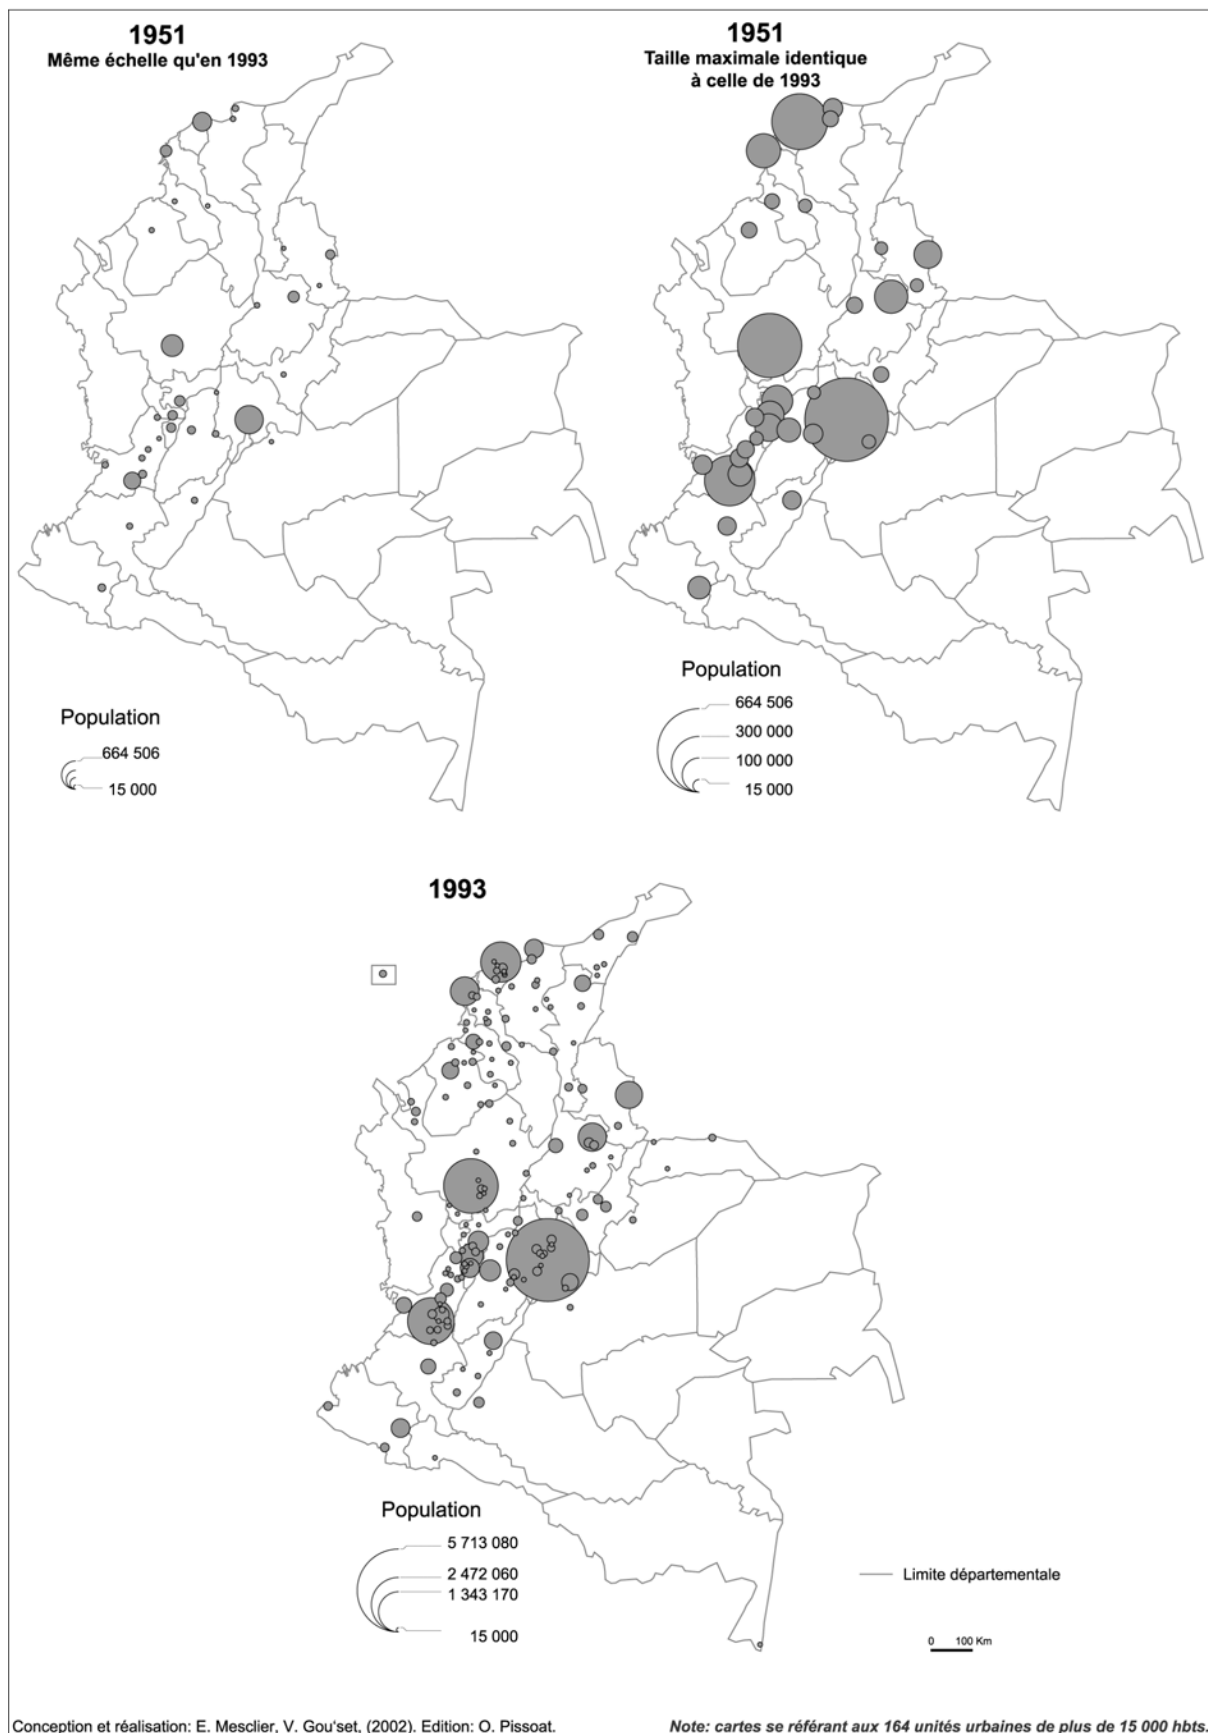 1951
Même échelle qu'en 1993
1951
Taille maximale identique
à celle de 1993
Population
664 506
15 000
Population
664 506
300 000
100 000
15 000
1993
Population
5 713 080
2 472 060
1 343 170
15 000
Limite départementale
0 100 Km
Conception et réalisation: E. Mesclier, V. Gou'set, (2002). Edition: O. Pissoat.
Note: cartes se référant aux 164 unités urbaines de plus de 15 000 hbts.